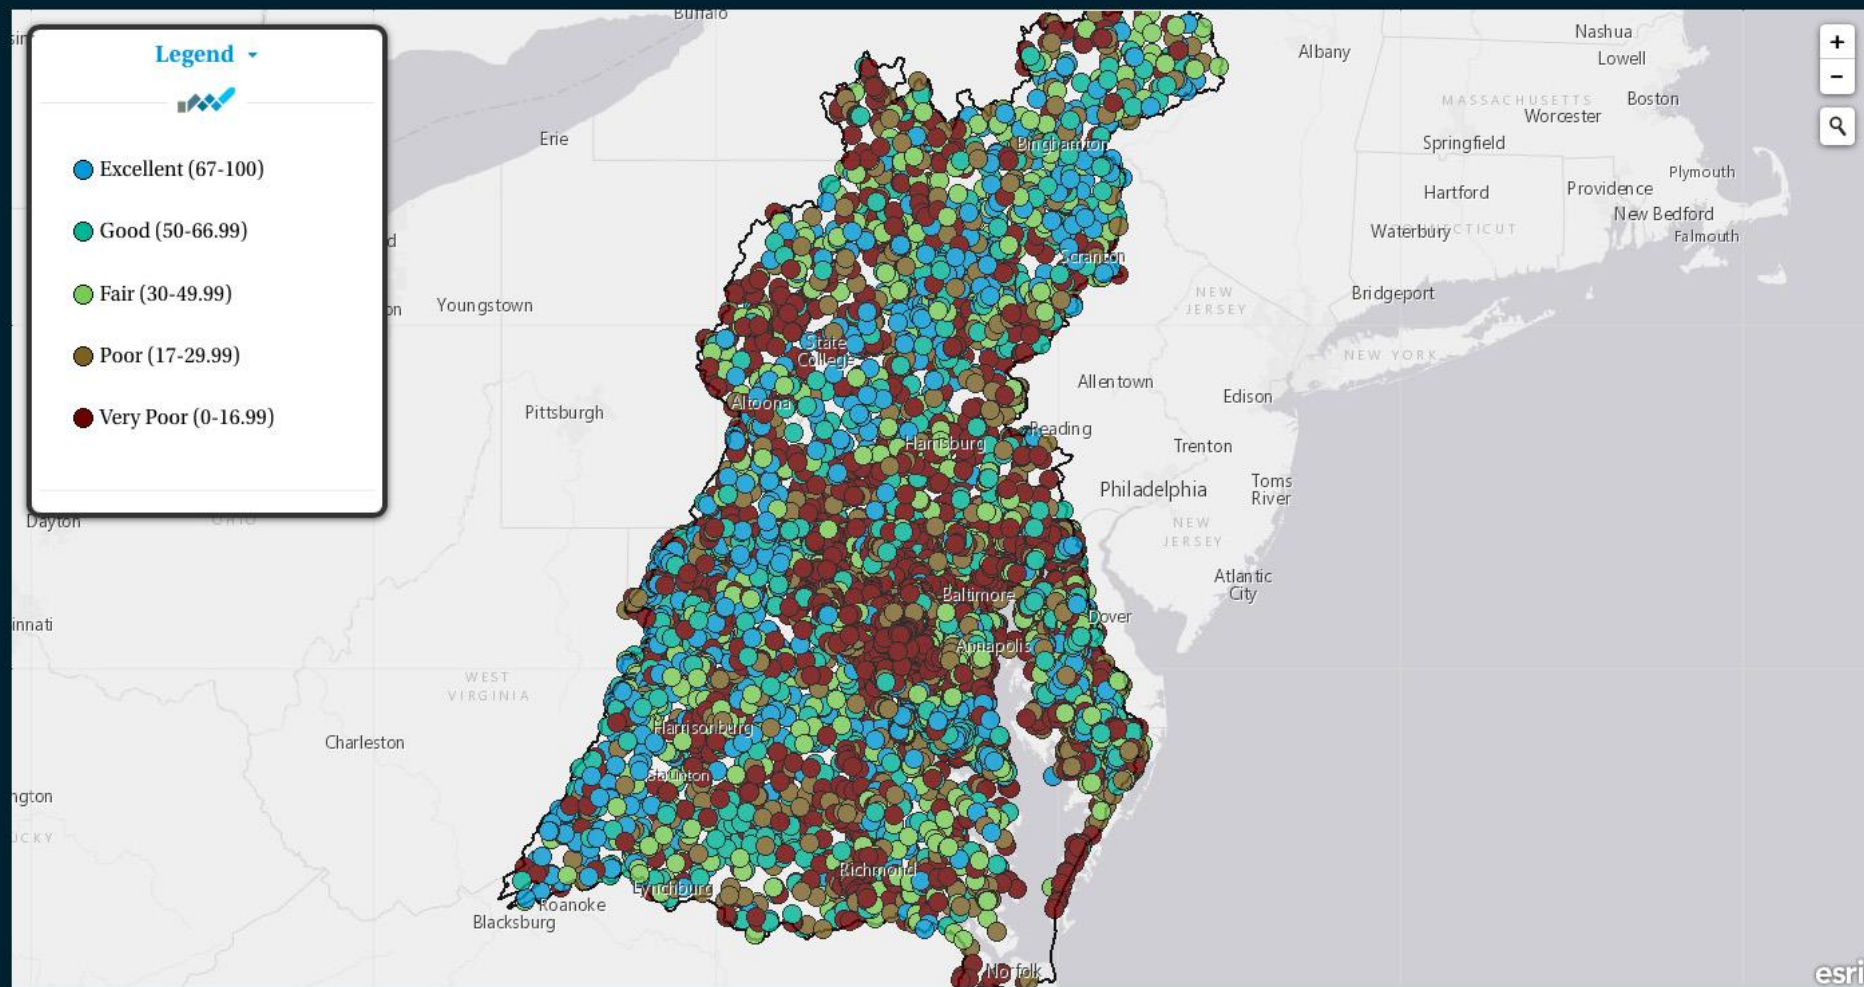 Legend
Excellent (67-100)
Good (50-66.99)
Fair (30-49.99)
Poor (17-29.99)
Very Poor (0-16.99)
Buffalo
Albany
Nashua
Lowell
MASSACHUSETTS
Boston
Worcester
Erie
Binghamton
Springfield
Plymouth
Hartford
Providence
New Bedford
Waterbury
Falmouth
Scranton
Youngstown
NEW
JERSEY
Bridgeport
State
College
NEW YORK
Allentown
Edison
Altoona
Pittsburgh
Reading
Harrisburg
Trenton
Philadelphia
Toms
River
Dayton
OHIO
NEW
JERSEY
Atlantic
City
Baltimore
Dover
Annapolis
WEST
VIRGINIA
Harrisonburg
Charleston
Staunton
Richmond
Lynchburg
Roanoke
Blacksburg
Norfolk
+
−
esri